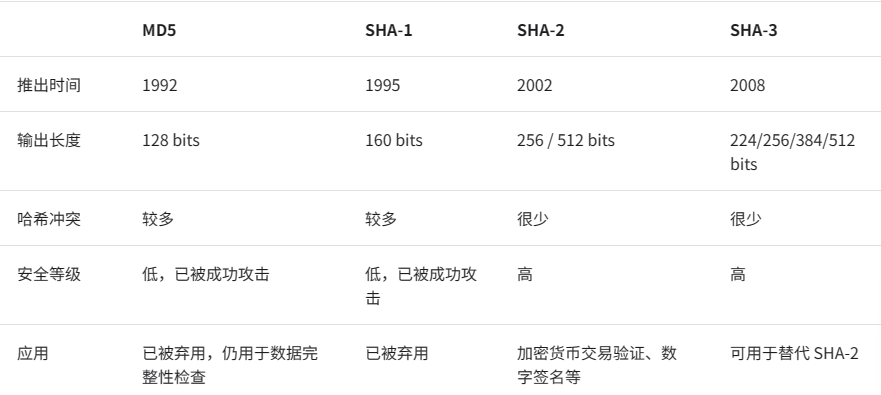 MD5 SHA-1 SHA-2 SHA-3
推出时间 1992 1995 2002 2008
输出长度 128 bits 160 bits 256 / 512 bits 224/256/384/512
bits
哈希冲突 较多 较多 很少 很少
安全等级 低，已被成功攻击 低，已被成功攻 高 高
击
应用 已被弃用，仍用于数据完 已被弃用 加密货币交易验证、数 可用于替代 SHA-2
整性检查 字签名等